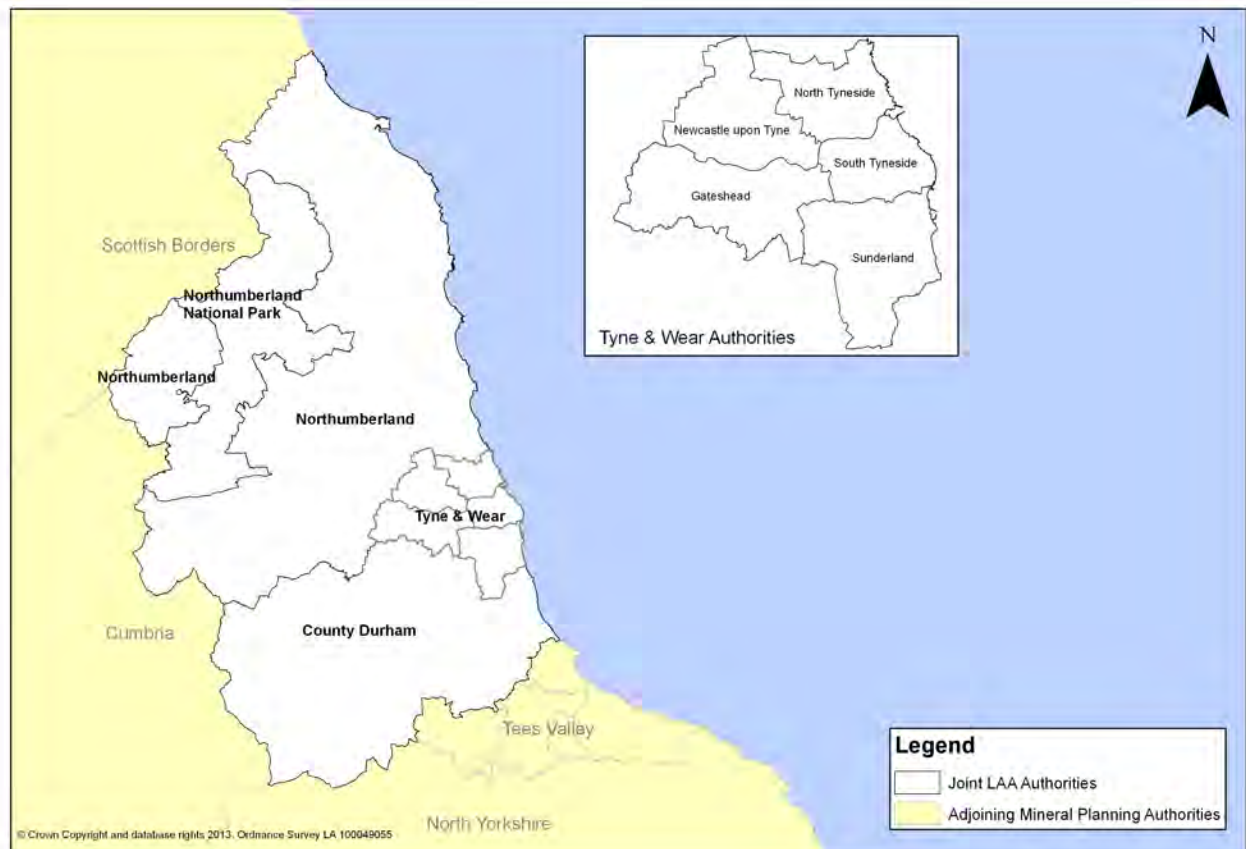 N
North Tyneside
Newcastle upon Tyne
South Tyneside
Gateshead
Sunderland
Tyne & Wear Authorities
Scottish Borders
Northumberland
National Park
Northumberland
Northumberland
Tyne & Wear
County Durham
Cumbria
Tees Valley
North Yorkshire
Legend
Joint LAA Authorities
Adjoining Mineral Planning Authorities
© Crown Copyright and database rights 2013. Ordnance Survey LA 100049055